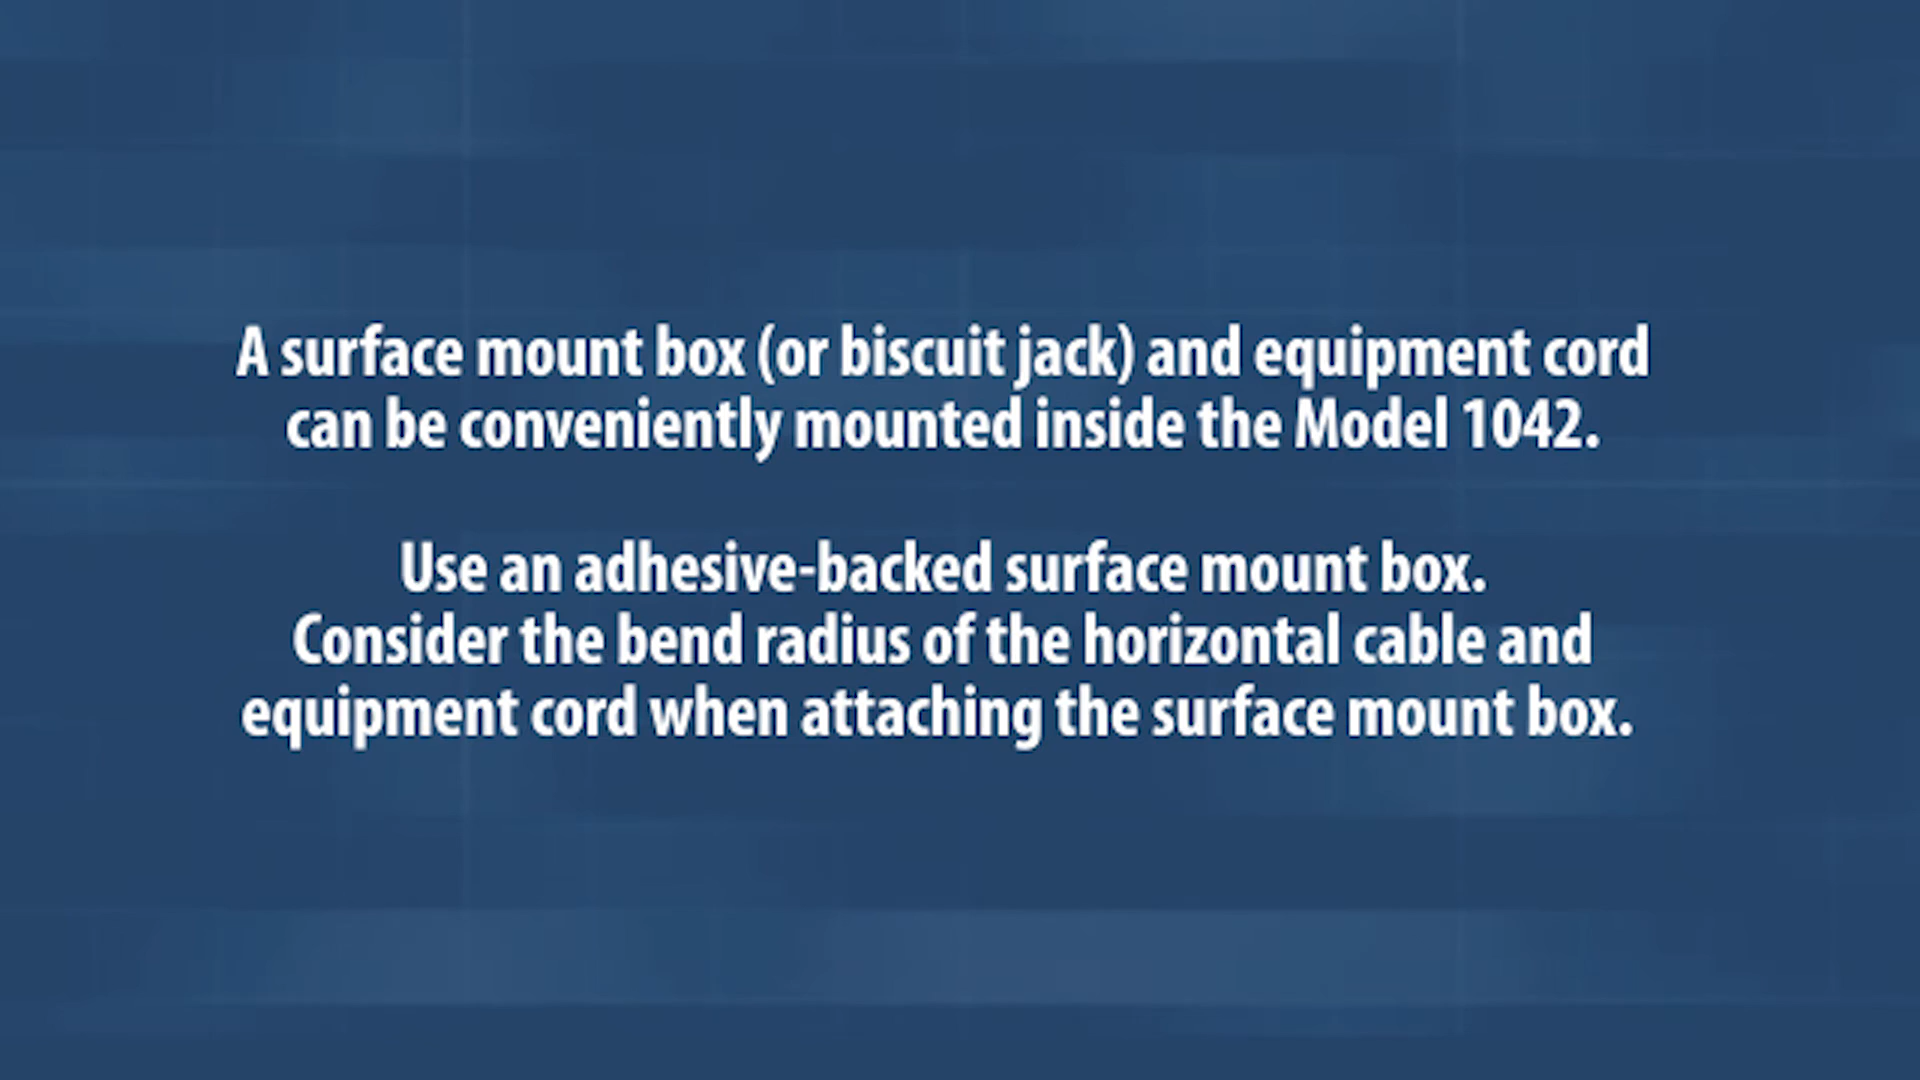 A surface mount box (or biscuit jack) and equipment cord
can be conveniently mounted inside the Model 1042.
Use an adhesive-backed surface mount box.
Consider the bend radius of the horizontal cable and
equipment cord when attaching the surface mount box.